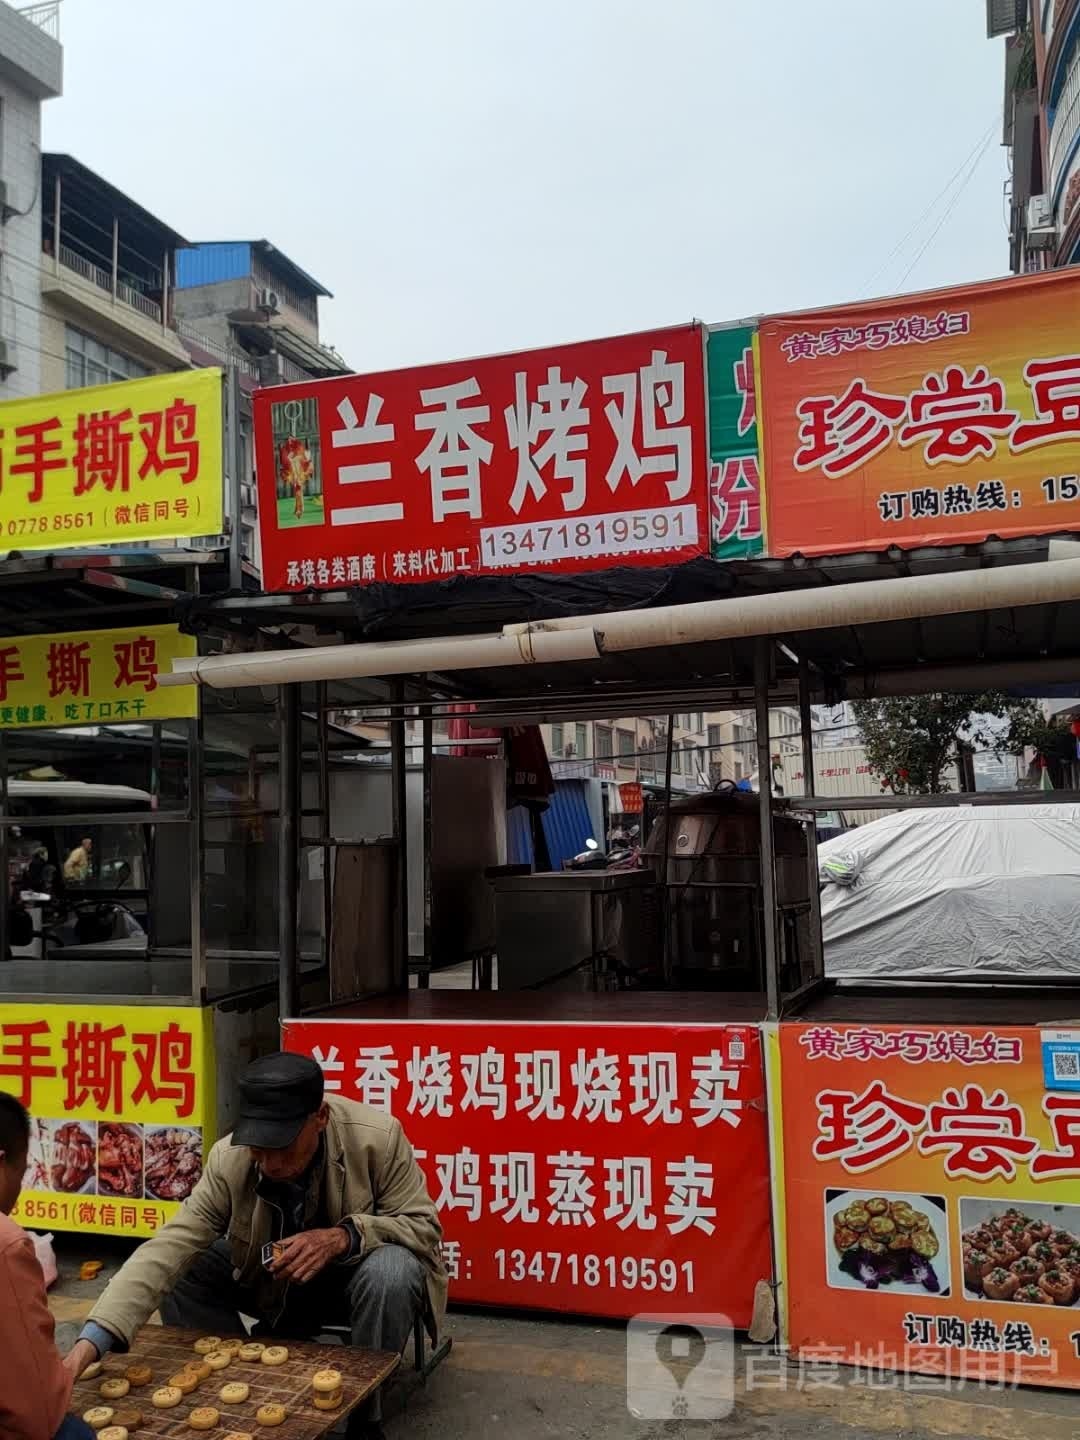 手撕鸡
0778 8561（微信同号）
兰香烤鸡
13471819591
承接各类酒席（来料代加工）
黄家巧媳妇
珍尝豆
订购热线：15
手撕鸡
更健康，吃了口不干
手撕鸡
8561(微信同号)
兰香烧鸡现烧现卖
鸡现蒸现卖
话：13471819591
黄家巧媳妇
珍尝豆
订购热线：1
百度地图用户